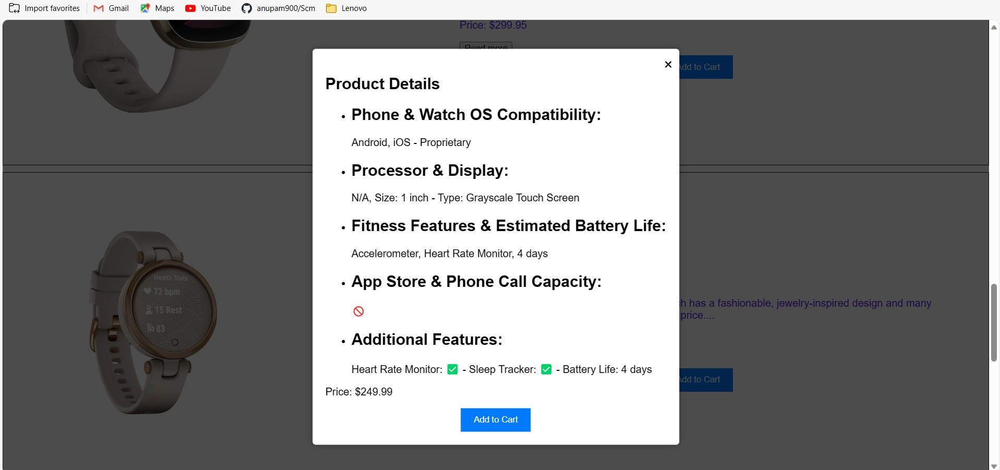 Import favorites
Gmail
Maps
YouTube
anupam900/Scm
Lenovo
Price: $299.95
Read more
Add to Cart
×
Product Details
• Phone & Watch OS Compatibility:
Android, iOS - Proprietary
• Processor & Display:
N/A, Size: 1 inch - Type: Grayscale Touch Screen
• Fitness Features & Estimated Battery Life:
Accelerometer, Heart Rate Monitor, 4 days
• App Store & Phone Call Capacity:
🚫
• Additional Features:
Heart Rate Monitor: ✅ - Sleep Tracker: ✅ - Battery Life: 4 days
Price: $249.99
Add to Cart
Health Stats
72 bpm
15 Rest
83
has a fashionable, jewelry-inspired design and many
price....
Add to Cart